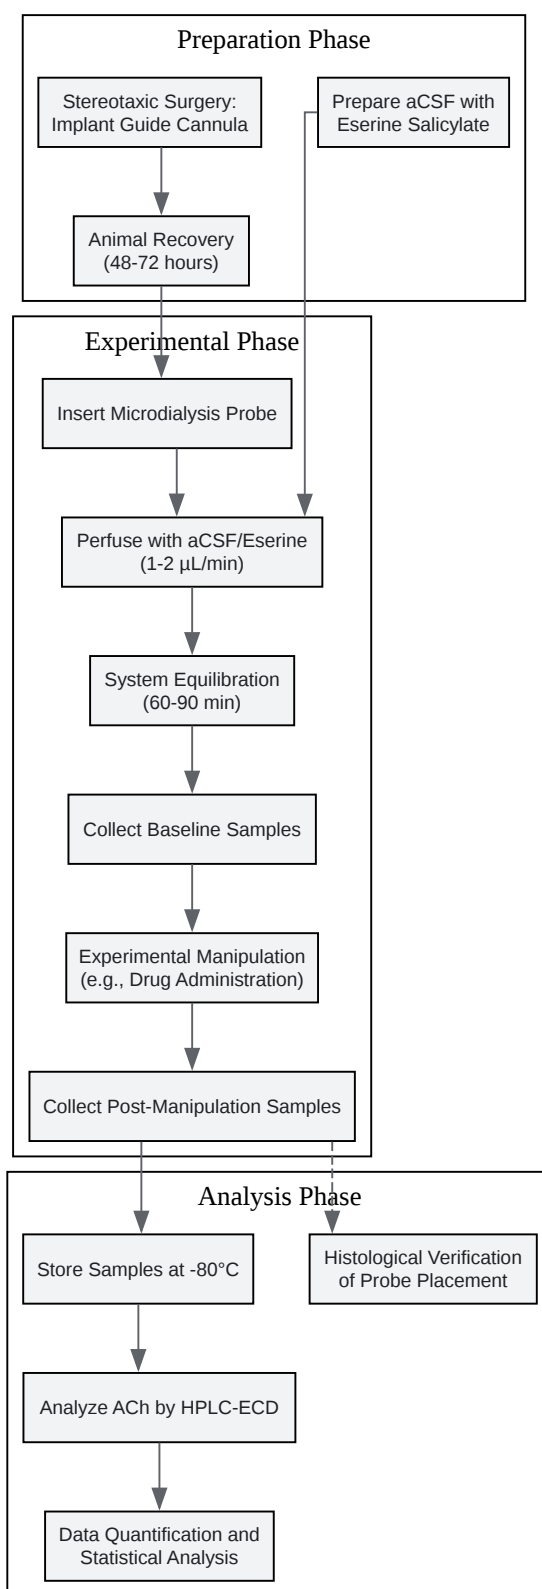 Preparation Phase
Stereotaxic Surgery:
Implant Guide Cannula
Prepare aCSF with
Eserine Salicylate
Animal Recovery
(48-72 hours)
Experimental Phase
Insert Microdialysis Probe
Perfuse with aCSF/Eserine
(1-2 µL/min)
System Equilibration
(60-90 min)
Collect Baseline Samples
Experimental Manipulation
(e.g., Drug Administration)
Collect Post-Manipulation Samples
Analysis Phase
Store Samples at -80°C
Histological Verification
of Probe Placement
Analyze ACh by HPLC-ECD
Data Quantification and
Statistical Analysis